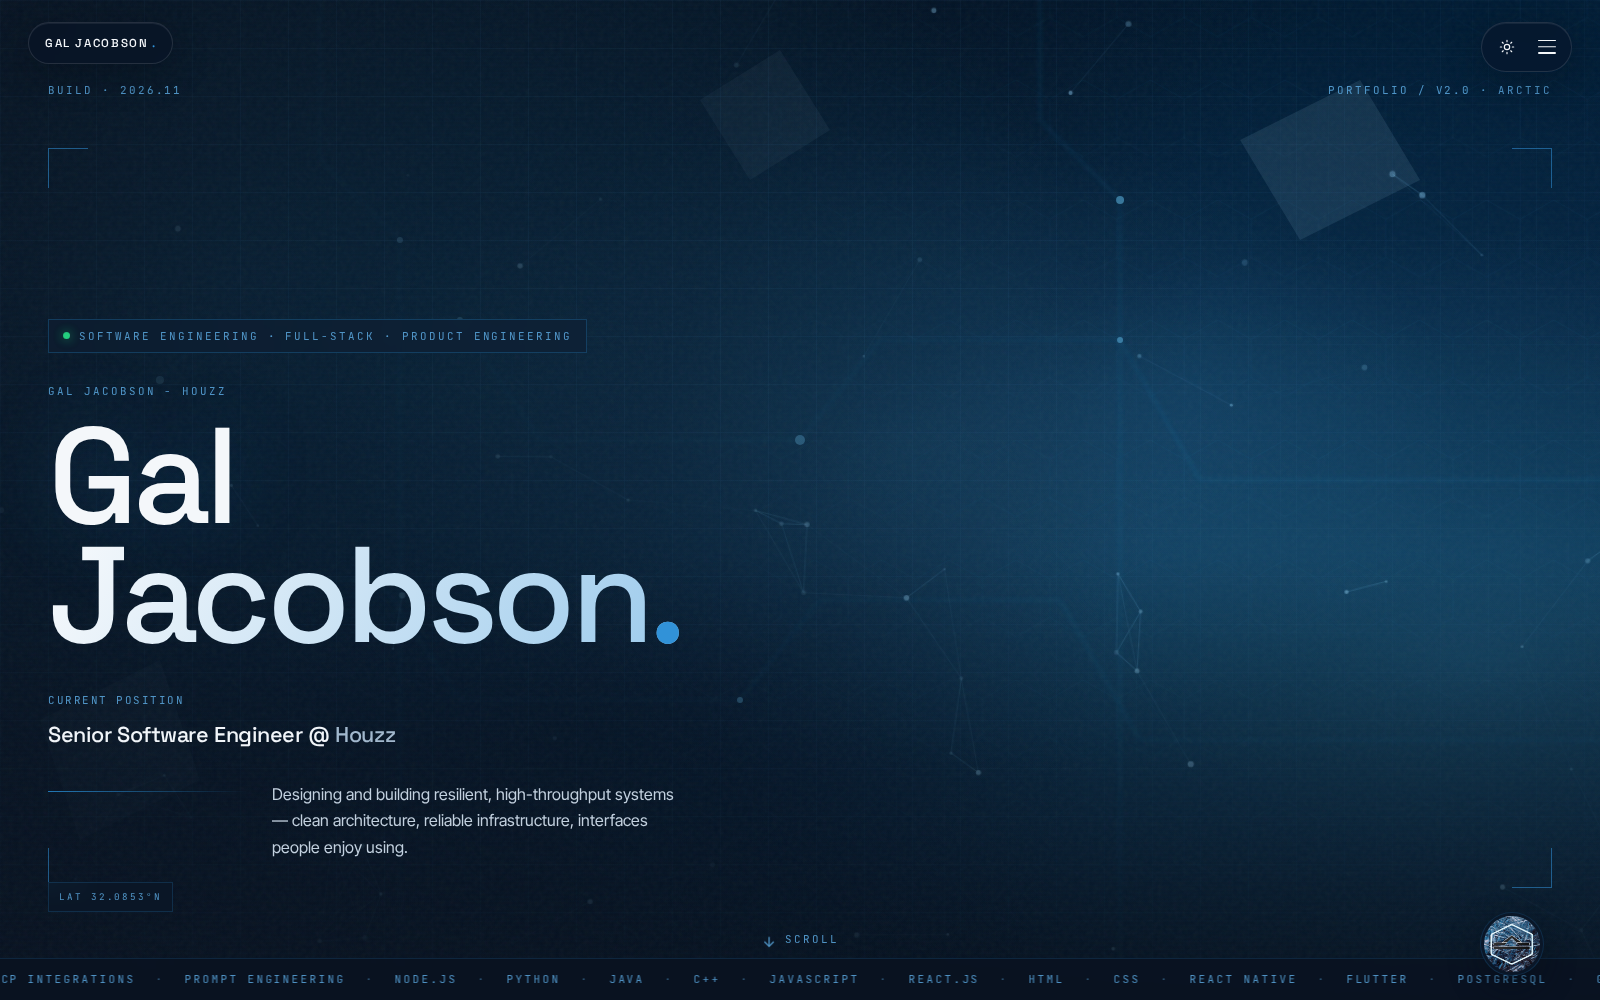 GAL JACOBSON.
BUILD · 2026.11
PORTFOLIO / V2.0 · ARCTIC
SOFTWARE ENGINEERING · FULL-STACK · PRODUCT ENGINEERING
GAL JACOBSON – HOUZZ
Gal
Jacobson.
CURRENT POSITION
Senior Software Engineer @ Houzz
Designing and building resilient, high-throughput systems
— clean architecture, reliable infrastructure, interfaces
people enjoy using.
LAT 32.0853°N
SCROLL
CP INTEGRATIONS · PROMPT ENGINEERING · NODE.JS · PYTHON · JAVA · C++ · JAVASCRIPT · REACT.JS · HTML · CSS · REACT NATIVE · FLUTTER · POSTGRESQL ·